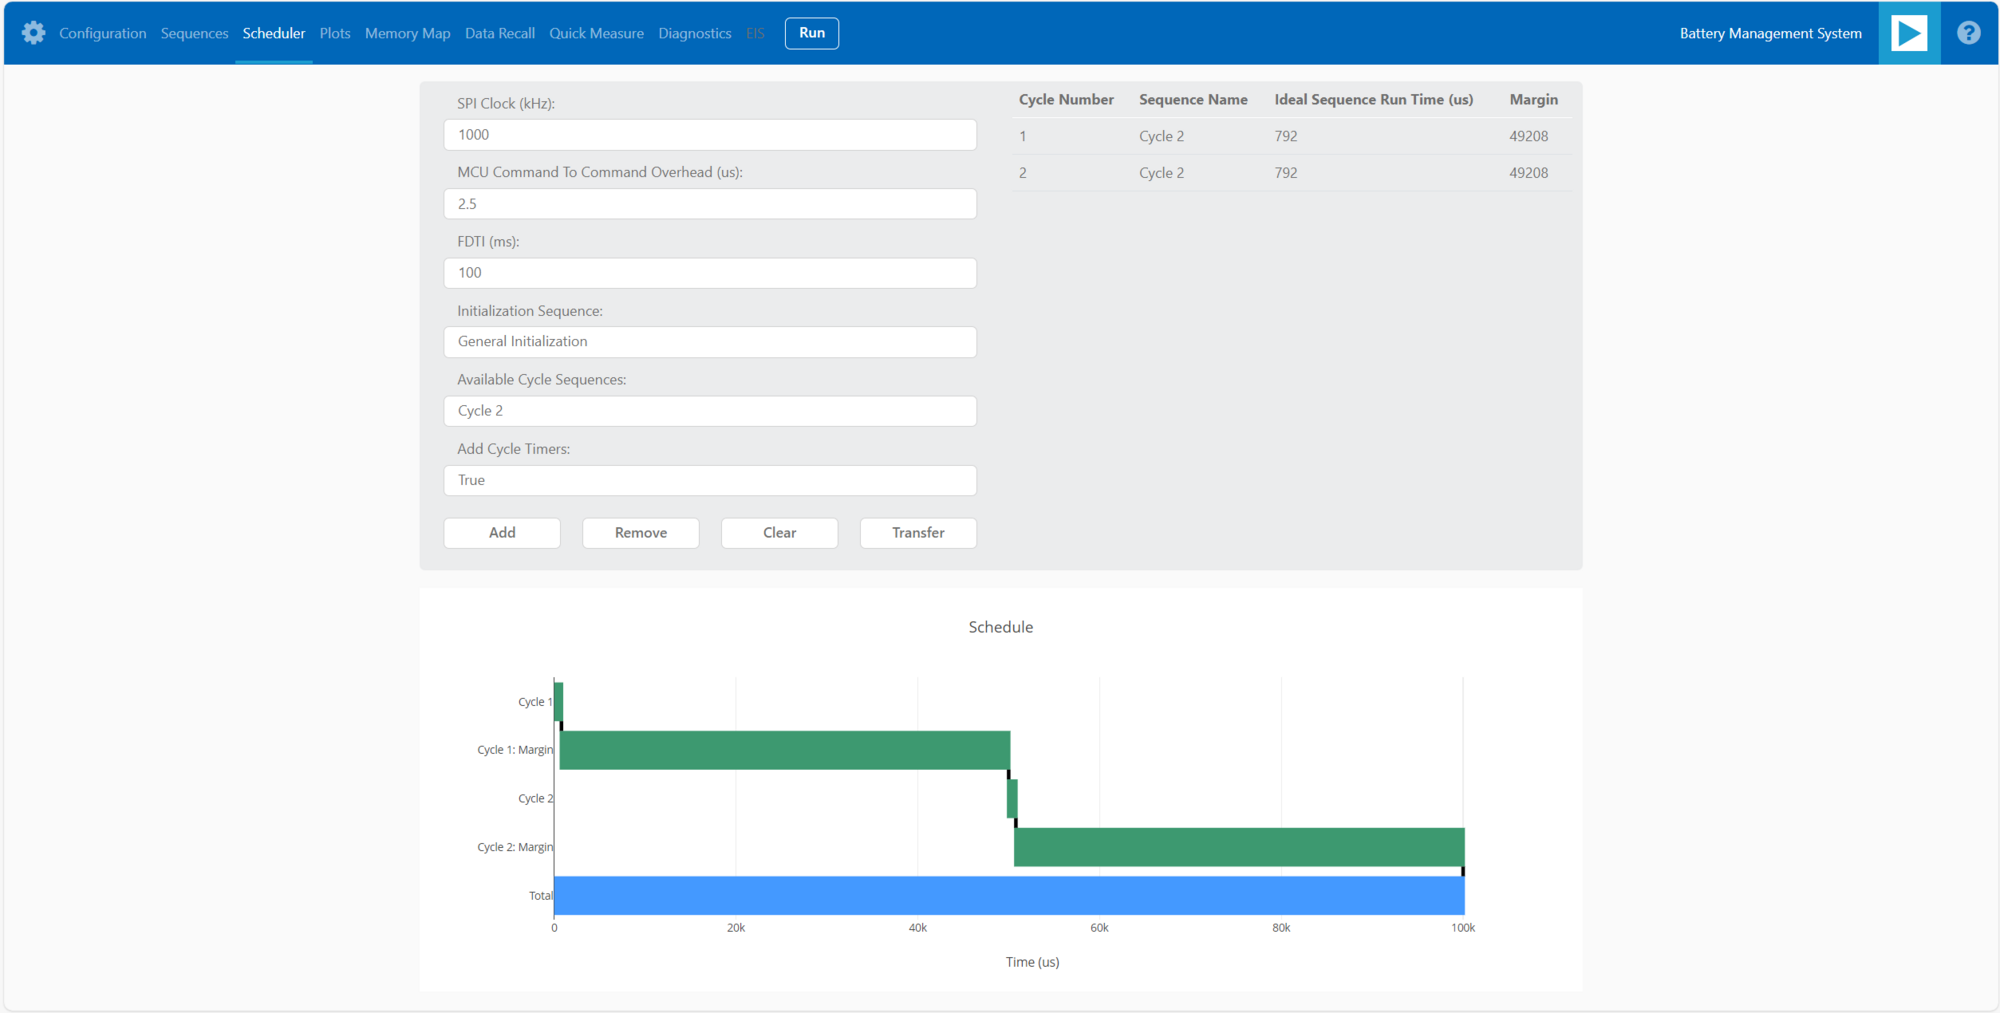 Configuration Sequences Scheduler Plots Memory Map Data Recall Quick Measure Diagnostics EIS Run Battery Management System ?
SPI Clock (kHz):
1000
MCU Command To Command Overhead (us):
2.5
FDTI (ms):
100
Initialization Sequence:
General Initialization
Available Cycle Sequences:
Cycle 2
Add Cycle Timers:
True
Add Remove Clear Transfer
Cycle Number Sequence Name Ideal Sequence Run Time (us) Margin
1 Cycle 2 792 49208
2 Cycle 2 792 49208
Schedule
Cycle 1
Cycle 1: Margin
Cycle 2
Cycle 2: Margin
Total
0 20k 40k 60k 80k 100k
Time (us)